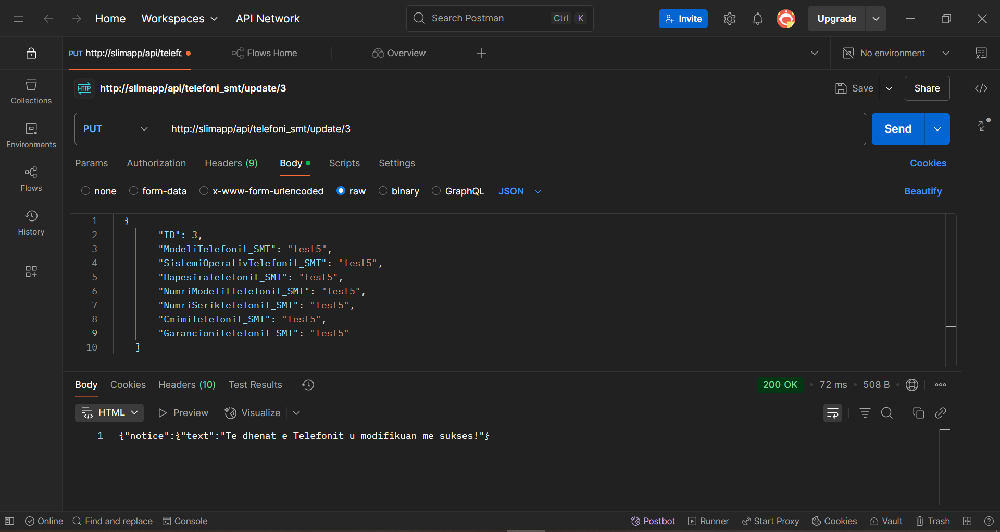 Home Workspaces API Network Search Postman Ctrl K Invite Upgrade
PUT http://slimapp/api/telefc Flows Home Overview No environment
HTTP http://slimapp/api/telefoni_smt/update/3 Save Share
PUT http://slimapp/api/telefoni_smt/update/3 Send
Params Authorization Headers (9) Body Scripts Settings Cookies
none form-data x-www-form-urlencoded raw binary GraphQL JSON Beautify
Collections
Environments
Flows
History
1 {
2 "ID": 3,
3 "ModeliTelefonit_SMT": "test5",
4 "SistemiOperativTelefonit_SMT": "test5",
5 "HapesiraTelefonit_SMT": "test5",
6 "NumriModelitTelefonit_SMT": "test5",
7 "NumriSerikTelefonit_SMT": "test5",
8 "CmimiTelefonit_SMT": "test5",
9 "GarancioniTelefonit_SMT": "test5"
10 }
Body Cookies Headers (10) Test Results 200 OK 72 ms 508 B
HTML Preview Visualize
1 {"notice":{"text":"Te dhenat e Telefonit u modifikuan me sukses!"}
Online Find and replace Console Postbot Runner Start Proxy Cookies Vault Trash